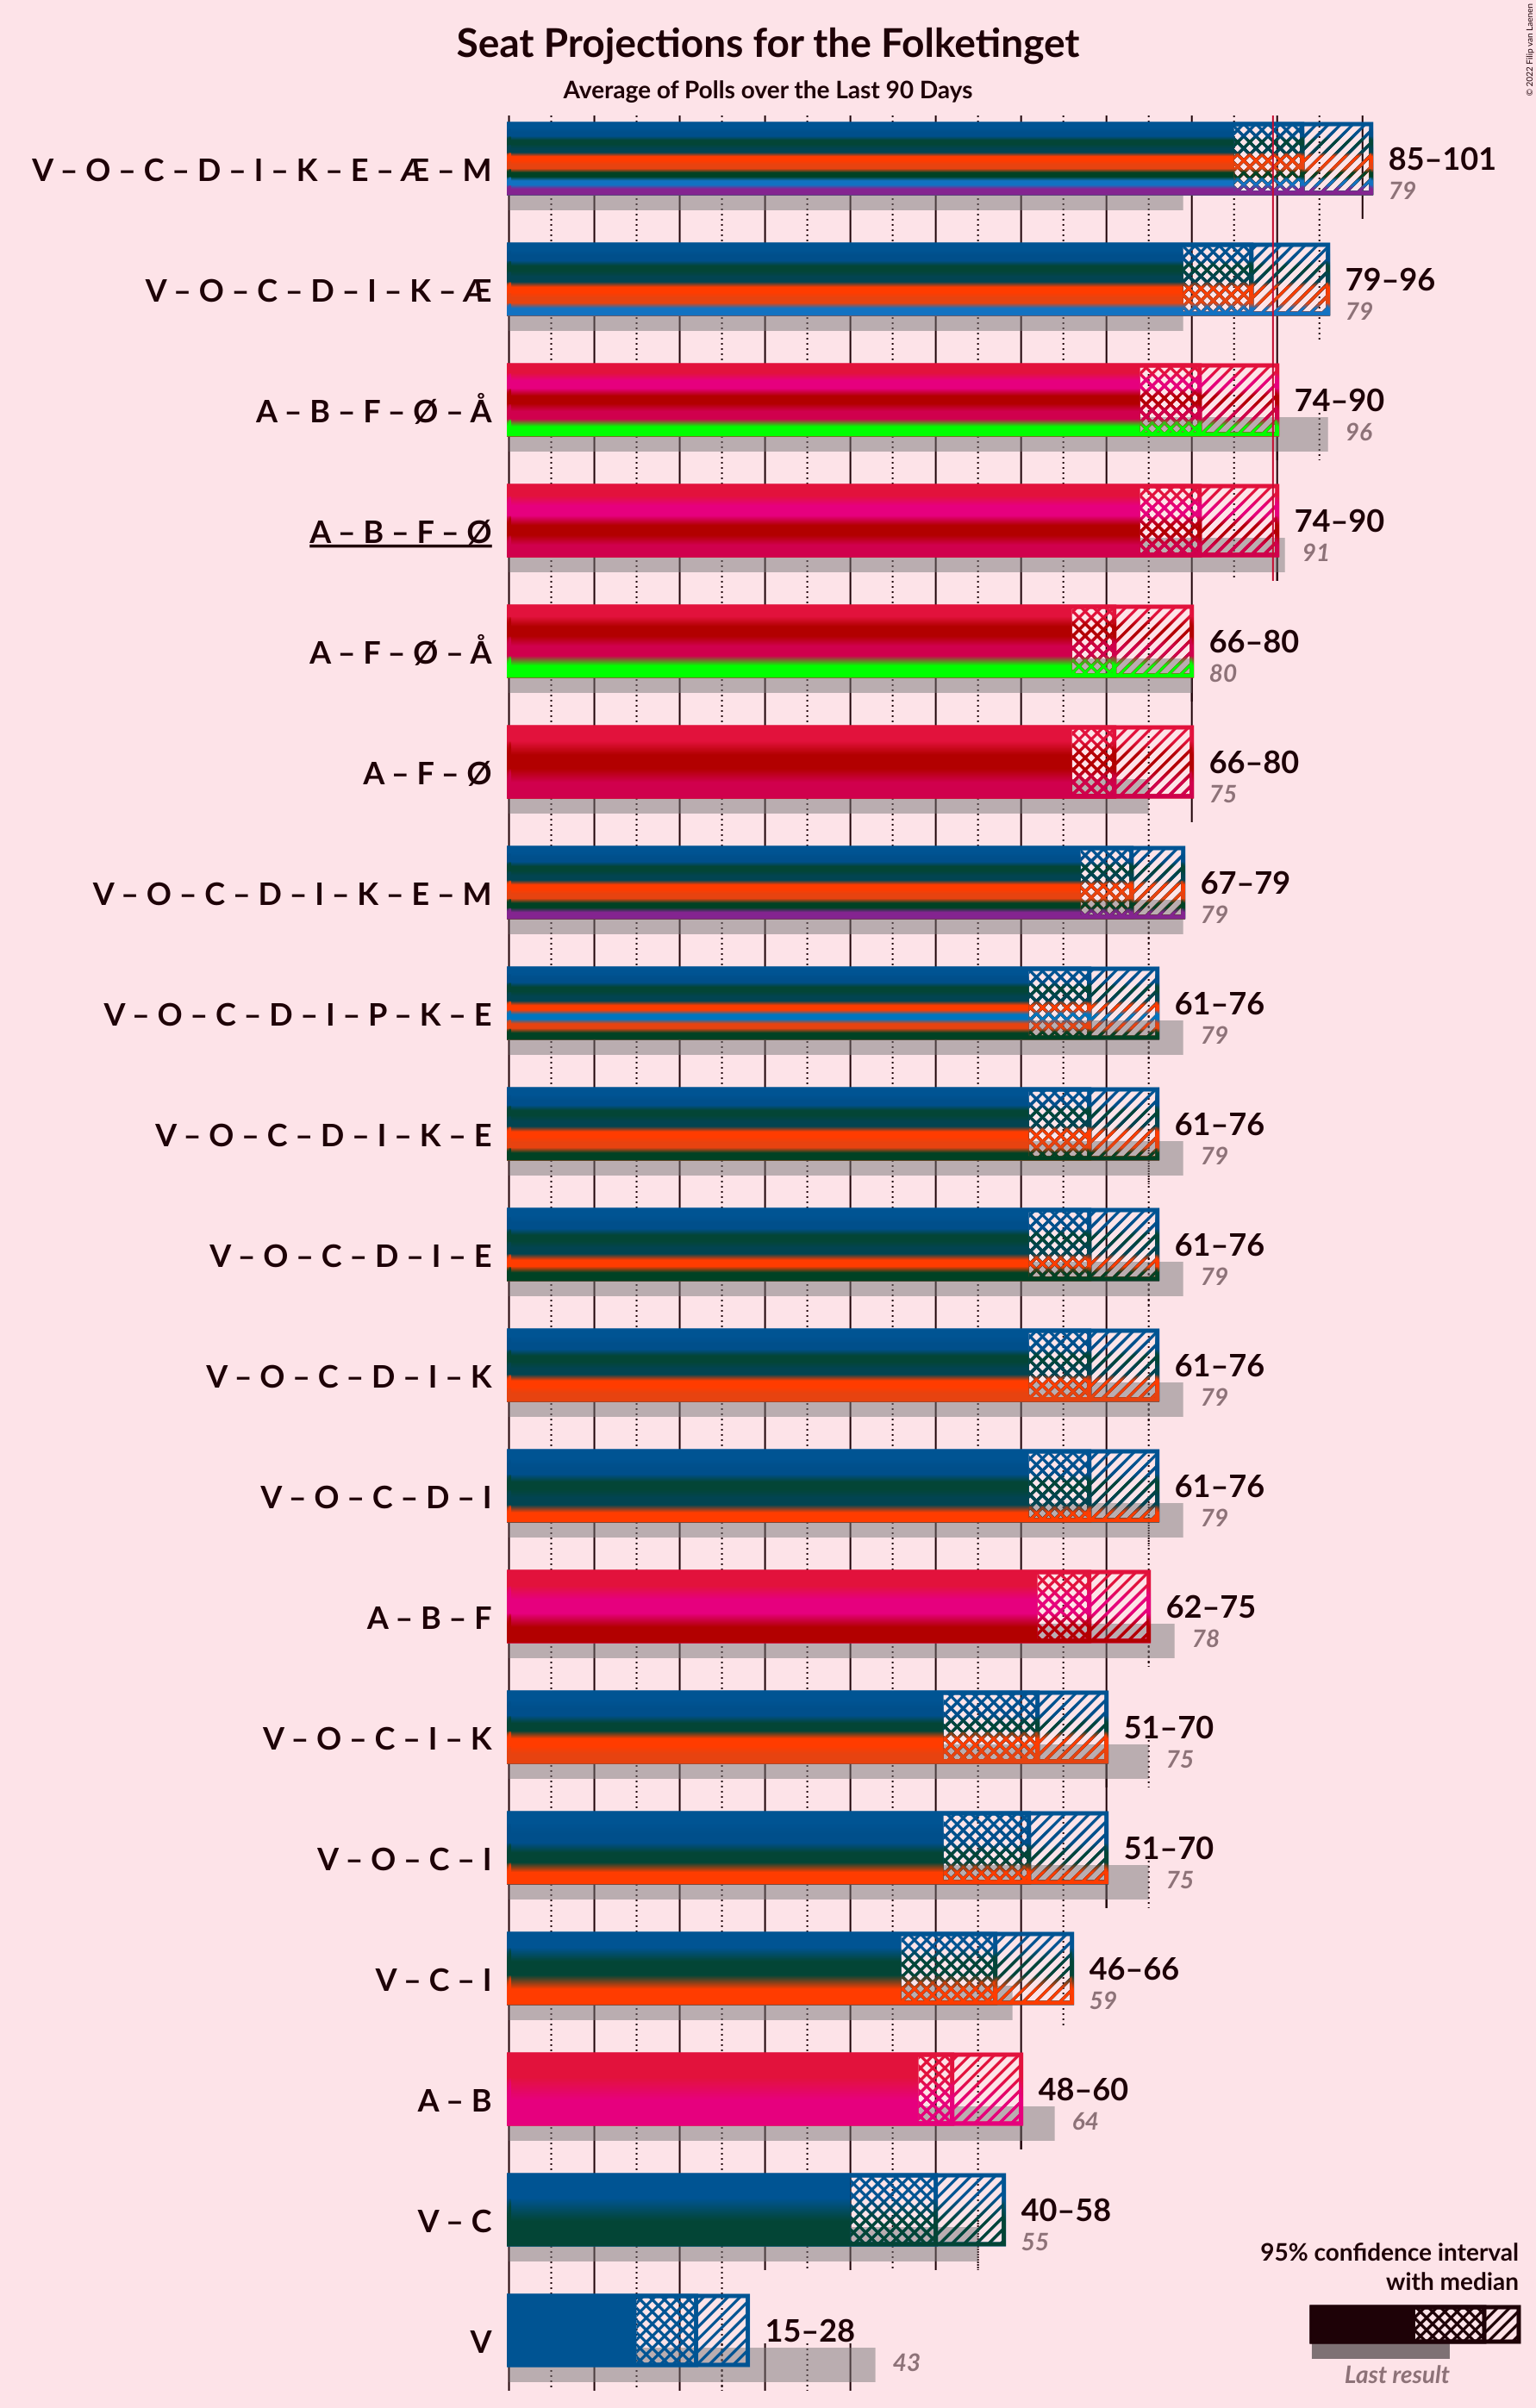 Seat Projections for the Folketinget
Average of Polls over the Last 90 Days
© 2022 Filip van Laenen
V – O – C – D – I – K – E – Æ – M
85–101
79
V – O – C – D – I – K – Æ
79–96
79
A – B – F – Ø – Å
74–90
96
A – B – F – Ø
74–90
91
A – F – Ø – Å
66–80
80
A – F – Ø
66–80
75
V – O – C – D – I – K – E – M
67–79
79
V – O – C – D – I – P – K – E
61–76
79
V – O – C – D – I – K – E
61–76
79
V – O – C – D – I – E
61–76
79
V – O – C – D – I – K
61–76
79
V – O – C – D – I
61–76
79
A – B – F
62–75
78
V – O – C – I – K
51–70
75
V – O – C – I
51–70
75
V – C – I
46–66
59
A – B
48–60
64
V – C
40–58
55
V
15–28
43
95% confidence interval
with median
Last result